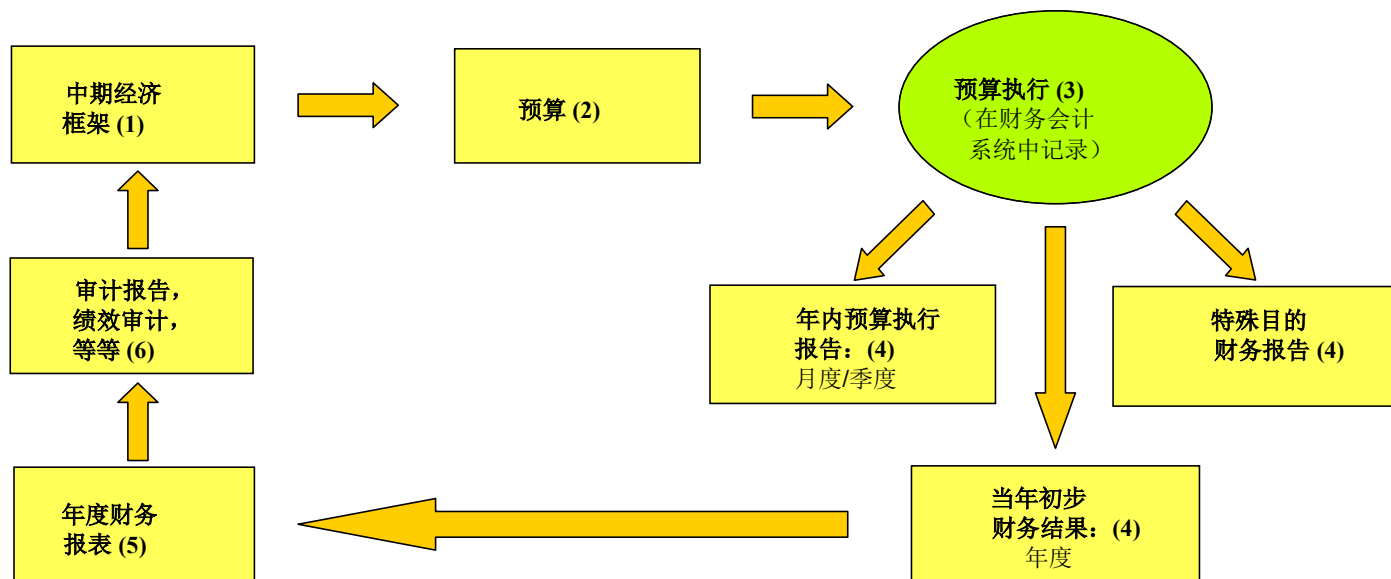 中期经济
框架 (1)
预算 (2)
预算执行 (3)
（在财务会计
系统中记录）
审计报告，
绩效审计，
等等 (6)
年内预算执行
报告：(4)
月度/季度
特殊目的
财务报告 (4)
年度财务
报表 (5)
当年初步
财务结果：(4)
年度